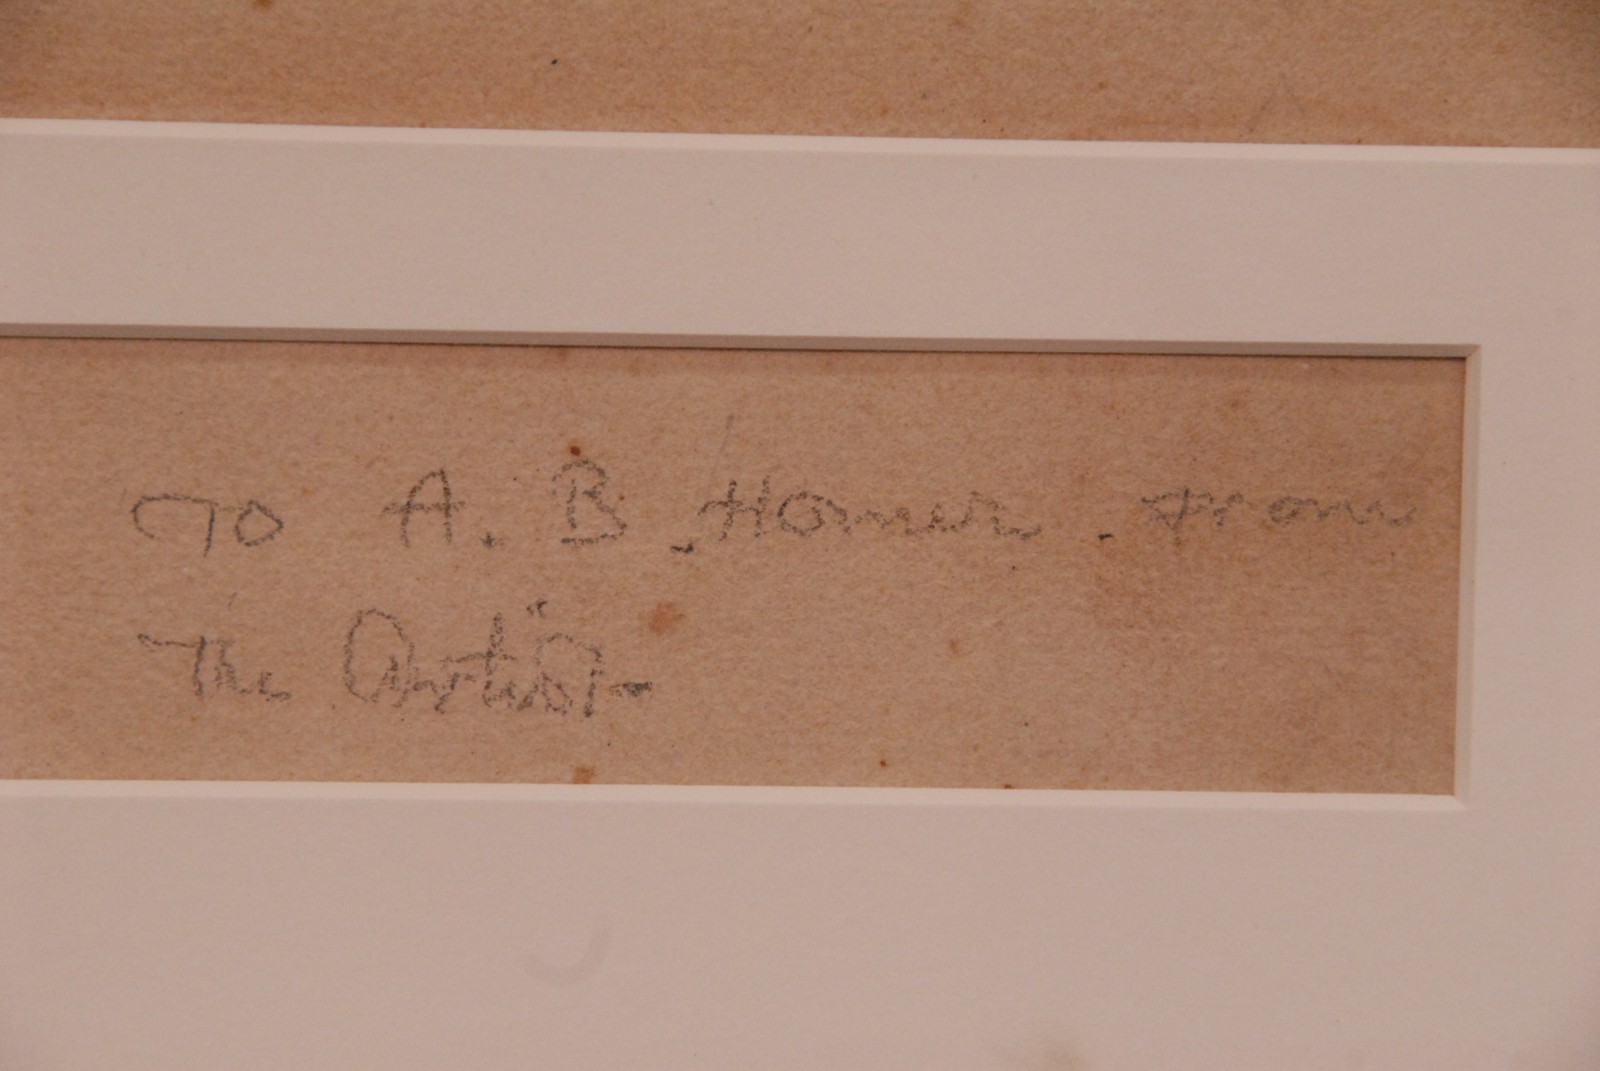 To A. B. Homer. from
The Artist-